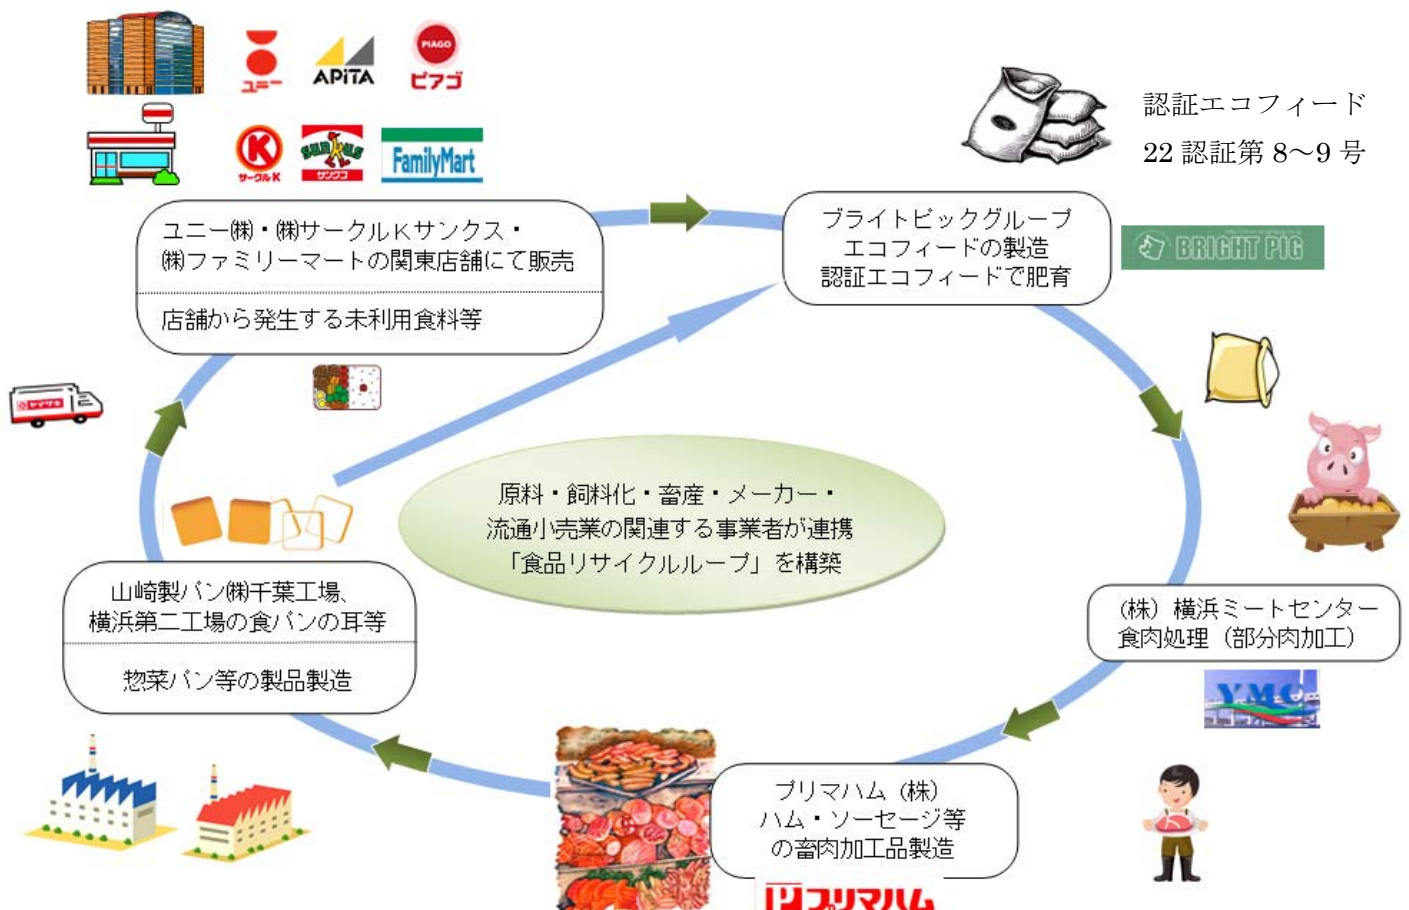 ユニー
APiTA
PIAGO
ピアゴ
サークルK
sunkus
サンクス
FamilyMart
認証エコフィード
22 認証第 8～9 号
ユニー㈱・㈱サークルKサンクス・
㈱ファミリーマートの関東店舗にて販売
店舗から発生する未利用食料等
ブライトピックグループ
エコフィードの製造
認証エコフィードで肥育
BRIGHT PIG
ヤマザキ
原料・飼料化・畜産・メーカー・
流通小売業の関連する事業者が連携
「食品リサイクルループ」を構築
山崎製パン㈱千葉工場、
横浜第二工場の食パンの耳等
惣菜パン等の製品製造
（株）横浜ミートセンター
食肉処理（部分肉加工）
YMC
プリマハム（株）
ハム・ソーセージ等
の畜肉加工品製造
プリマハム